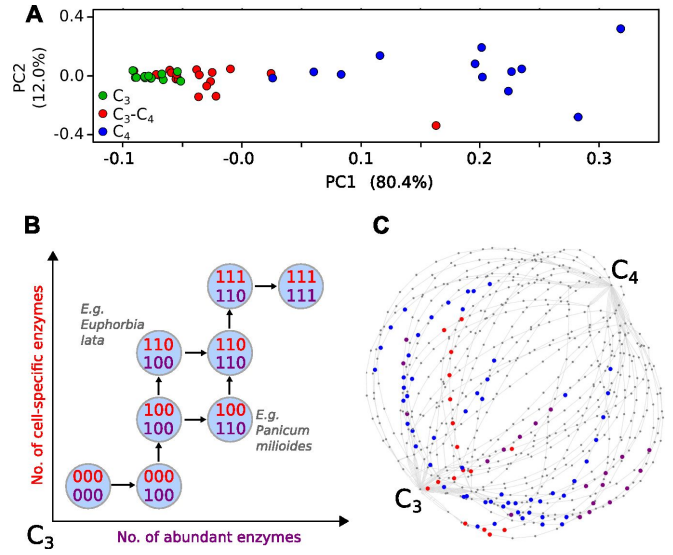 A
PC2
(12.0%)
0.4
0.0
-0.4
C3
C3-C4
C4
-0.1
-0.0
0.1
0.2
0.3
PC1 (80.4%)
B
No. of cell-specific enzymes
E.g.
Euphorbia
lata
111
110
111
111
110
100
110
110
100
100
100
110
E.g.
Panicum
milioides
000
000
000
100
C3
No. of abundant enzymes
C
C4
C3